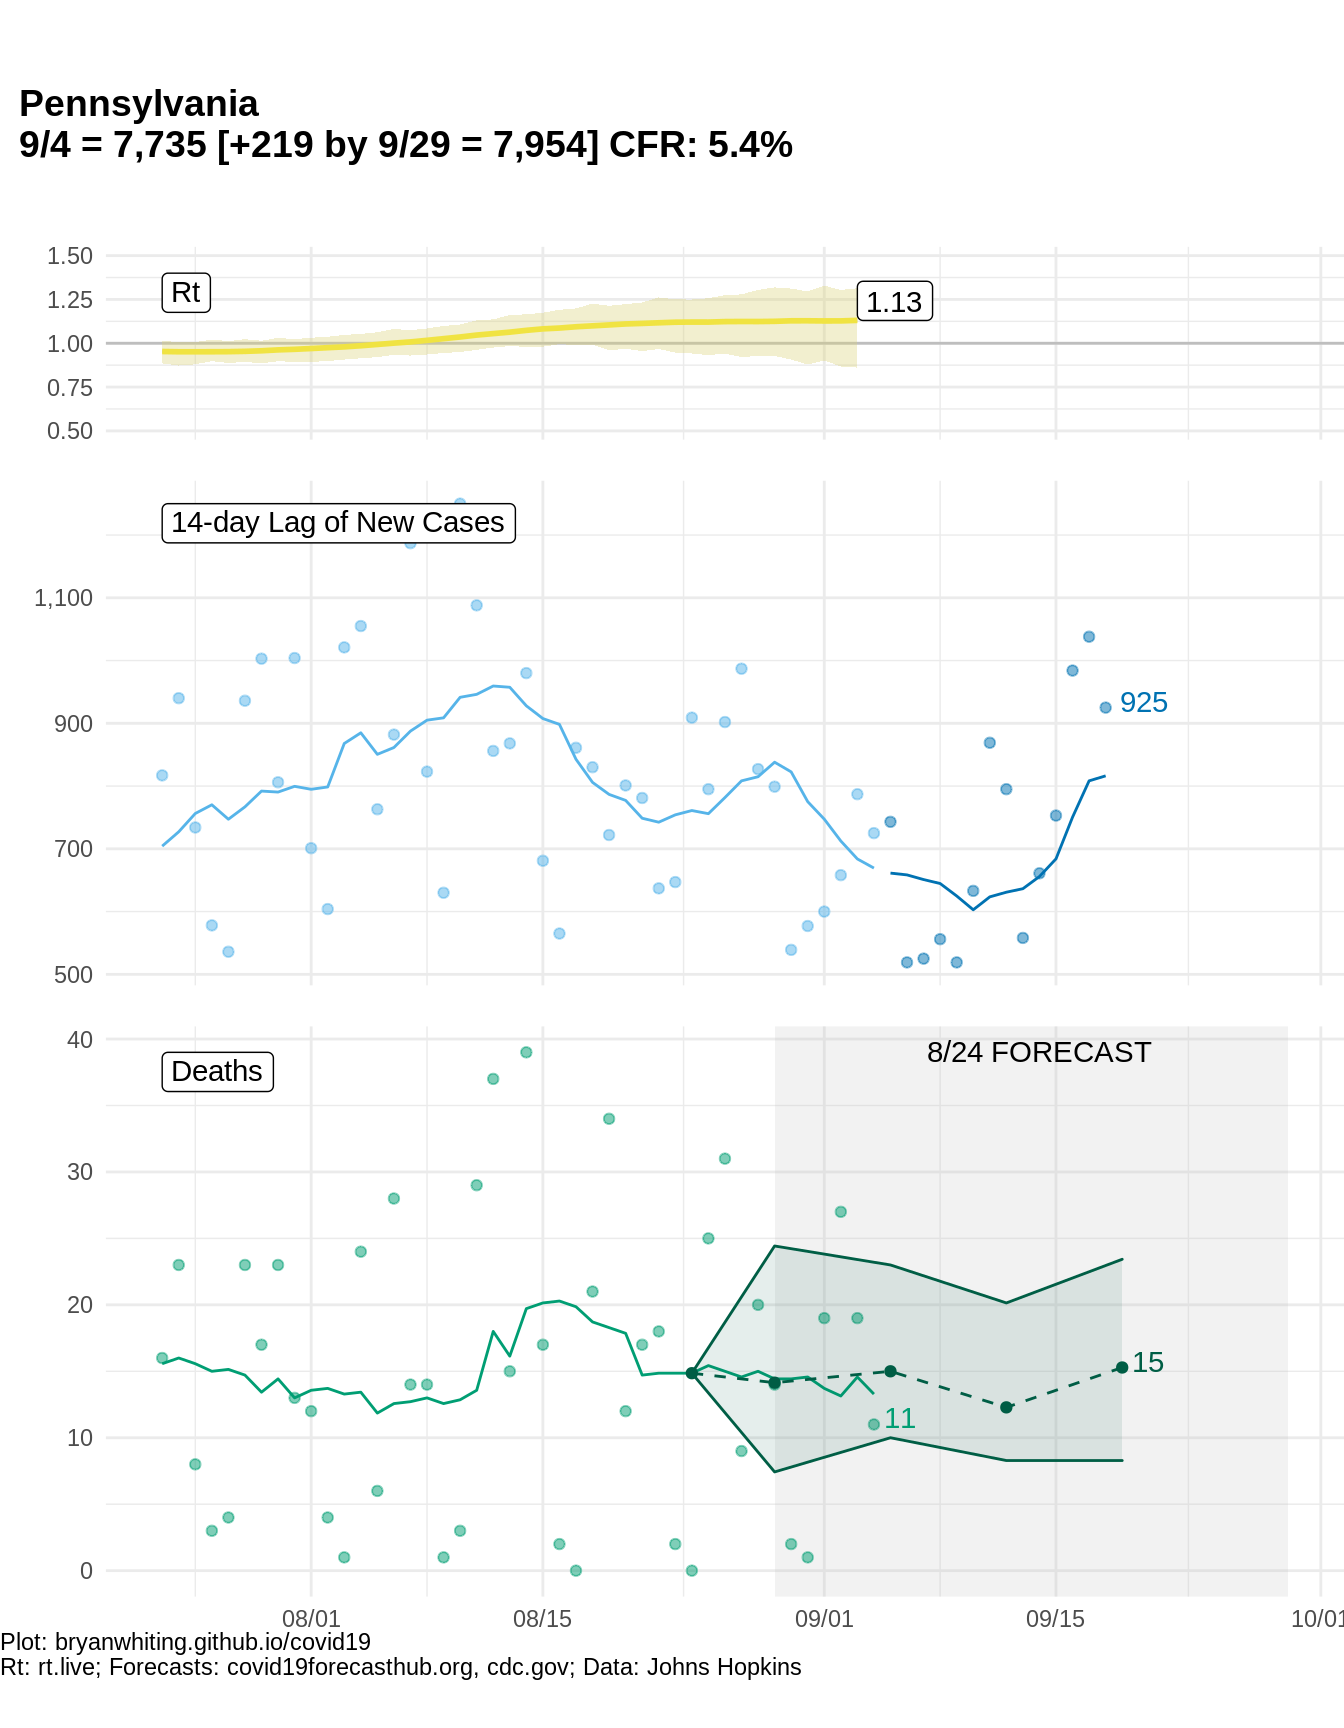 Pennsylvania
9/4 = 7,735 [+219 by 9/29 = 7,954] CFR: 5.4%
1.50
Rt
1.25
1.13
1.00
0.75
0.50
14-day Lag of New Cases
1,100
925
900
700
500
40
8/24 FORECAST
Deaths
30
20
15
11
10
0
08/01
08/15
09/01
09/15
10/01
Plot: bryanwhiting.github.io/covid19
Rt: rt.live; Forecasts: covid19forecasthub.org, cdc.gov; Data: Johns Hopkins